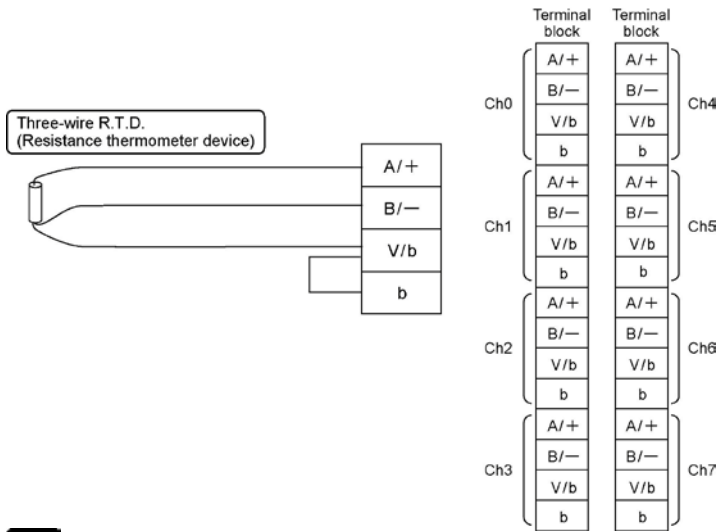 Three-wire R.T.D.
(Resistance thermometer device)
A/+
B/—
V/b
b
Terminal
block
Terminal
block
Ch0
A/+
B/—
V/b
b
A/+
B/—
V/b
b
Ch4
Ch1
A/+
B/—
V/b
b
A/+
B/—
V/b
b
Ch5
Ch2
A/+
B/—
V/b
b
A/+
B/—
V/b
b
Ch6
Ch3
A/+
B/—
V/b
b
A/+
B/—
V/b
b
Ch7